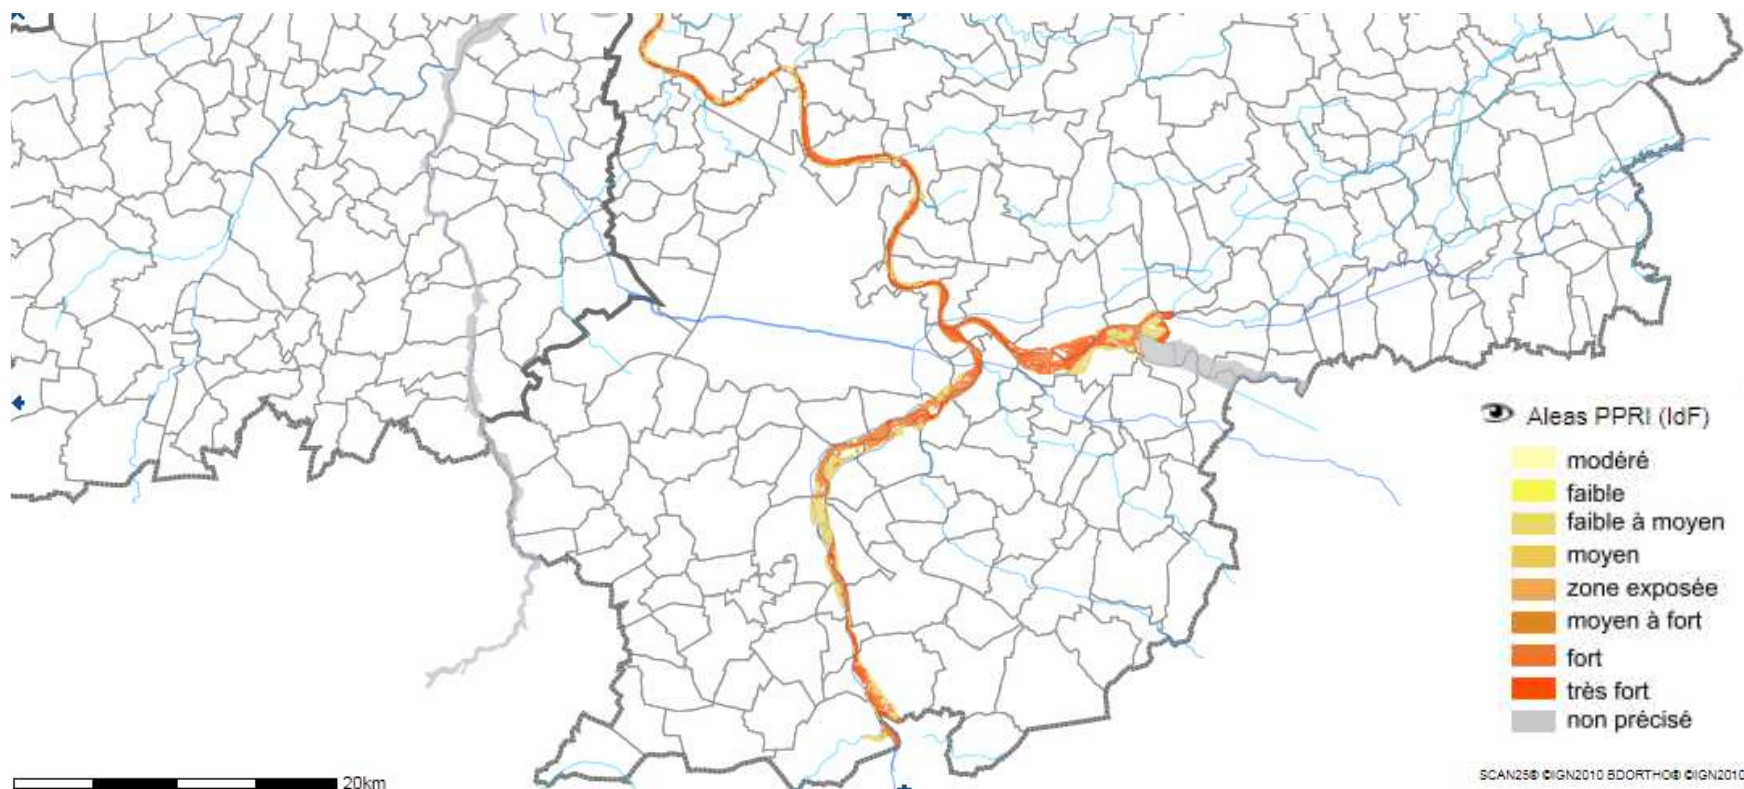 Aleas PPRI (IdF)
modéré
faible
faible à moyen
moyen
zone exposée
moyen à fort
fort
très fort
non précisé
20km
SCAN25® ©IGN2010 BDORTHO® ©IGN2010